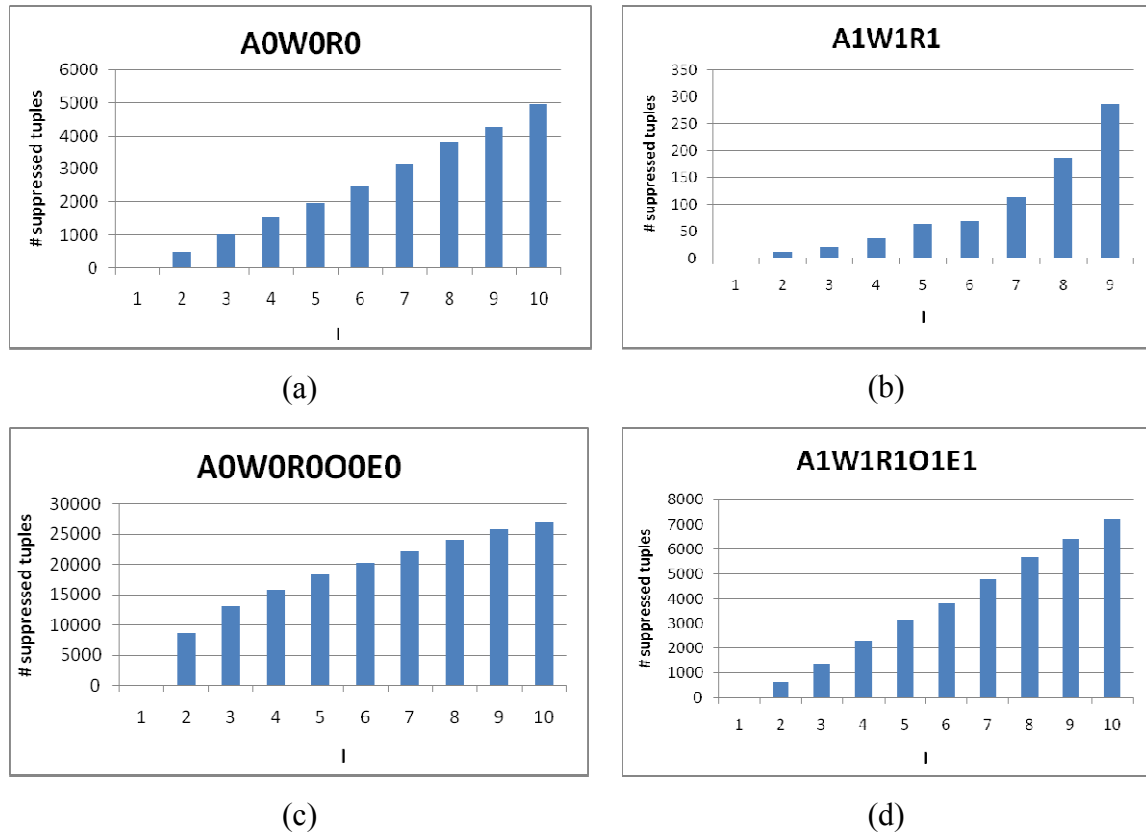 A0W0R0
# suppressed tuples
6000
5000
4000
3000
2000
1000
0
1 2 3 4 5 6 7 8 9 10
l
(a)
A1W1R1
# suppressed tuples
350
300
250
200
150
100
50
0
1 2 3 4 5 6 7 8 9
l
(b)
A0W0R0O0E0
# suppressed tuples
30000
25000
20000
15000
10000
5000
0
1 2 3 4 5 6 7 8 9 10
l
(c)
A1W1R1O1E1
# suppressed tuples
8000
7000
6000
5000
4000
3000
2000
1000
0
1 2 3 4 5 6 7 8 9 10
l
(d)